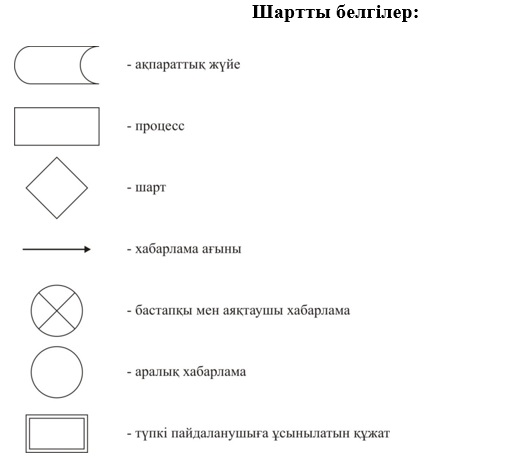 Шартты белгілер:
- ақпараттық жүйе
- процесс
- шарт
- хабарлама ағыны
- бастапқы мен аяқтаушы хабарлама
- аралық хабарлама
- түпкі пайдаланушыға ұсынылатын құжат